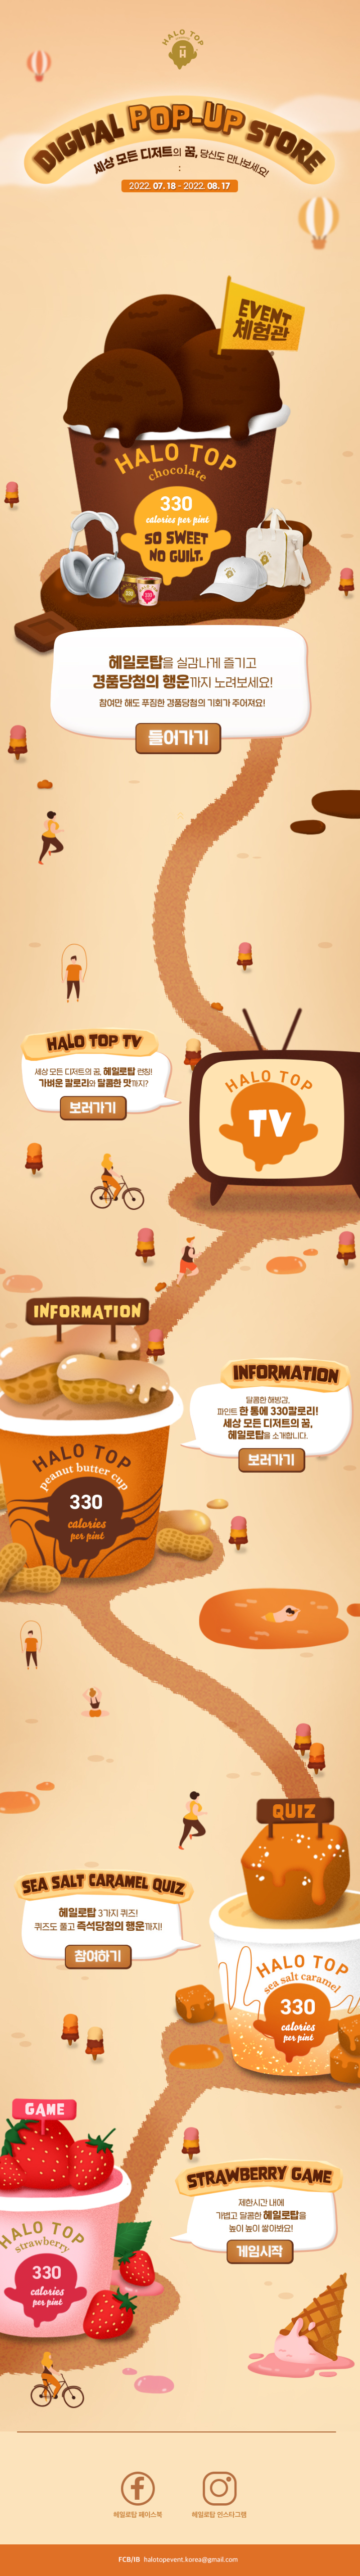 HALO TOP
DIGITAL POP-UP STORE
세상 모든 디저트의 꿈, 당신도 만나보세요!
2022. 07. 18 - 2022. 08. 17
EVENT
체험관
HALO TOP
chocolate
330
calories per pint
SO SWEET
NO GUILT.
헤일로탑을 실감나게 즐기고
경품당첨의 행운까지 노려보세요!
참여만 해도 푸짐한 경품당첨의 기회가 주어져요!
들어가기
HALO TOP TV
세상 모든 디저트의 꿈, 헤일로탑 런칭!
가벼운 칼로리와 달콤한 맛까지?
보러가기
HALO TOP
TV
INFORMATION
HALO TOP
peanut butter cup
330
calories
per pint
INFORMATION
달콤한 해방감,
파인트 한 통에 330칼로리!
세상 모든 디저트의 꿈,
헤일로탑을 소개합니다.
보러가기
QUIZ
SEA SALT CARAMEL QUIZ
헤일로탑 3가지 퀴즈!
퀴즈도 풀고 즉석당첨의 행운까지!
참여하기
HALO TOP
sea salt caramel
330
calories
per pint
GAME
HALO TOP
strawberry
330
calories
per pint
STRAWBERRY GAME
제한시간 내에
가볍고 달콤한 헤일로탑을
높이 높이 쌓아봐요!
게임시작
헤일로탑 페이스북
헤일로탑 인스타그램
FCB/IB halotopevent.korea@gmail.com